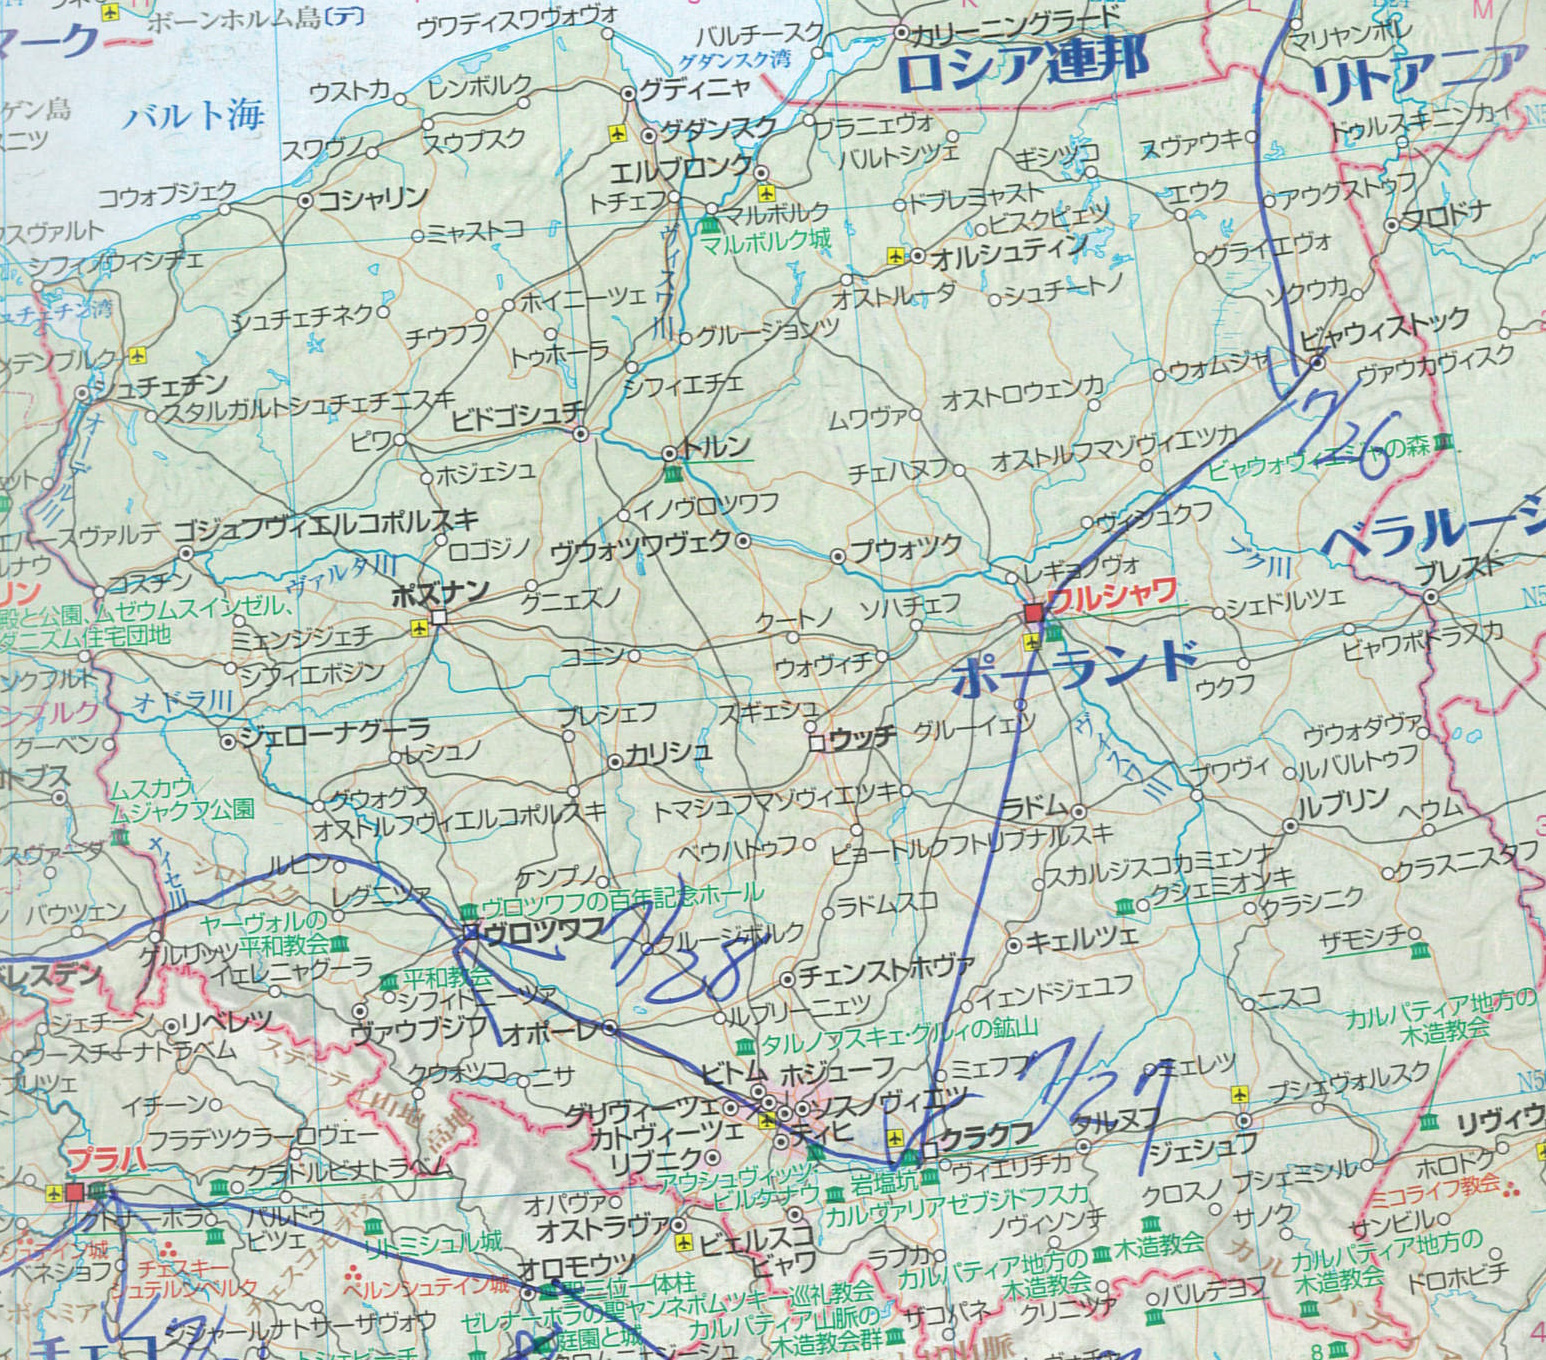 ボーンホルム島〔デ〕
ヴワディスワヴォヴォ
バルチースク
カリーニングラード
マリヤンポレ
K
L
M
マーク
グダンスク湾
ロシア連邦
リトアニア
ゲン島
バルト海
ウストカ
レンボルク
グディニャ
スウプスク
グダンスク
ブラニェヴォ
バルトシツェ
ギシツコ
スヴァウキ
ドゥルスキニンカイ
スワヴノ
エルブロンク
コウォブジェク
コシャリン
トチェフ
マルボルク
マルボルク城
ドブレミャスト
ビスクピェツ
エウク
アウグストゥフ
フロドナ
ミャストコ
オルシュティン
グライエヴォ
シフィノウィシチェ
シュチェチネク
ホイニーツェ
チウフフ
トゥホーラ
ヴィスワ川
グルージョンツ
オストルーダ
シュチートノ
ソクウカ
ビャウィストック
ヴァウカヴィスク
シュチェチン
スタルガルトシュチェチニスキ
オーデル川
シフィエチェ
ビドゴシュチ
ピワ
ホジェシュ
トルン
ムワヴァ
オストロウェンカ
ウォムジャ
7/26
チェハヌフ
オストルフマゾヴィエツカ
ビャウォヴィエジャの森
イノヴロツワフ
ゴジュフヴィエルコポルスキ
ロゴジノ
ヴウォツワヴェク
プウォツク
ヴィシュクフ
ブク川
ベラルーシ
ブレスト
コスチン
ヴァルタ川
ポズナン
グニェズノ
レギョノヴォ
ワルシャワ
ソハチェフ
クートノ
シェドルツェ
ムゼウムスインゼル、
ダニズム住宅団地
ミェンジジェチ
シフィエボジン
コニン
ウォヴィチ
ポーランド
ビャワポドラスカ
ウクフ
オドラ川
ジェローナグーラ
レシュノ
プレシェフ
カリシュ
スギェシュ
ウッチ
グルーイェツ
ヴィスワ川
ヴウォダヴァ
グーベン
ムスカウ/
ムジャクフ公園
グウォグフ
オストルフヴィエルコポルスキ
トマシュフマゾヴィエツキ
ラドム
プワヴィ
ルバルトゥフ
ルブリン
ヘウム
ベウハトゥフ
ピョートルクフトリブナルスキ
ナイセ川
ルビン
シロンスク
レグニツァ
ケンプノ
スカルジスコカミェンナ
クシェミオンキ
クラスニスタフ
クラシニク
バウツェン
ヴロツワフの百年記念ホール
ラドムスコ
ヤーヴォルの
平和教会
ゲルリッツ
ヴロツワフ
7/28
クルージボルク
キェルツェ
ザモシチ
イェレニャグーラ
平和教会
シフィドニーツァ
チェンストホヴァ
ルブリーニェツ
イェンドジェユフ
ニスコ
ジェチーン
リベレツ
ヴァウブジフ
オポーレ
タルノフスキェ・グルィの鉱山
カルパティア地方の
木造教会
ウースチーナトラベム
スデーテ
山地
高地
クウォツコ
ニサ
ビトム
ホジューフ
ミェフフ
7/27
ミェレツ
プシェヴォルスク
イチーン
グリヴィーツェ
ソスノヴィエツ
カトヴィーツェ
ティヒ
クラクフ
タルヌフ
ジェシュフ
フラデツクラーロヴェー
リブニク
アウシュヴィッツ/
ビルケナウ
岩塩坑
ヴィエリチカ
プシェミシル
ホロドク
プラハ
クラドルビナトラベム
オパヴァ
カルヴァリアゼブジドフスカ
クロスノ
サノク
ミコライフ教会
サンビル
クトナーホラ
パルドゥ
ビツェ
リトミシュル城
オストラヴァ
ビェルスコ
ビャワ
ノヴィソンチ
ラブカ
木造教会
カルパティア地方の
木造教会
カルパティア地方の
木造教会
ベネショフ
チェスキー
シュテルンベルク
ペルンシュテイン城
オロモウツ
聖三位一体柱
ゼレナーホラの聖ヤンネポムツキー巡礼教会
カルパティア山脈の
木造教会群
ザコパネ
クリニツァ
バルデヨフ
ドロホビチ
庭園と城
ジジャールナトサーザヴォウ
チェコ
8